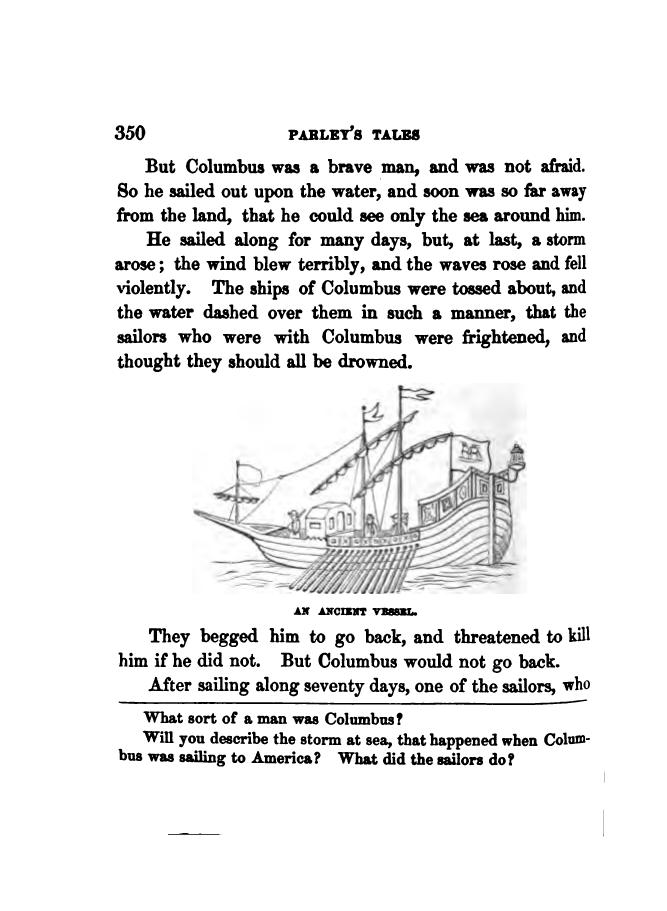 350 PARLEY'S TALES
But Columbus was a brave man, and was not afraid.
So he sailed out upon the water, and soon was so far away
from the land, that he could see only the sea around him.
He sailed along for many days, but, at last, a storm
arose; the wind blew terribly, and the waves rose and fell
violently. The ships of Columbus were tossed about, and
the water dashed over them in such a manner, that the
sailors who were with Columbus were frightened, and
thought they should all be drowned.
AN ANCIENT VESSEL.
They begged him to go back, and threatened to kill
him if he did not. But Columbus would not go back.
After sailing along seventy days, one of the sailors, who
What sort of a man was Columbus?
Will you describe the storm at sea, that happened when Colum-
bus was sailing to America? What did the sailors do?